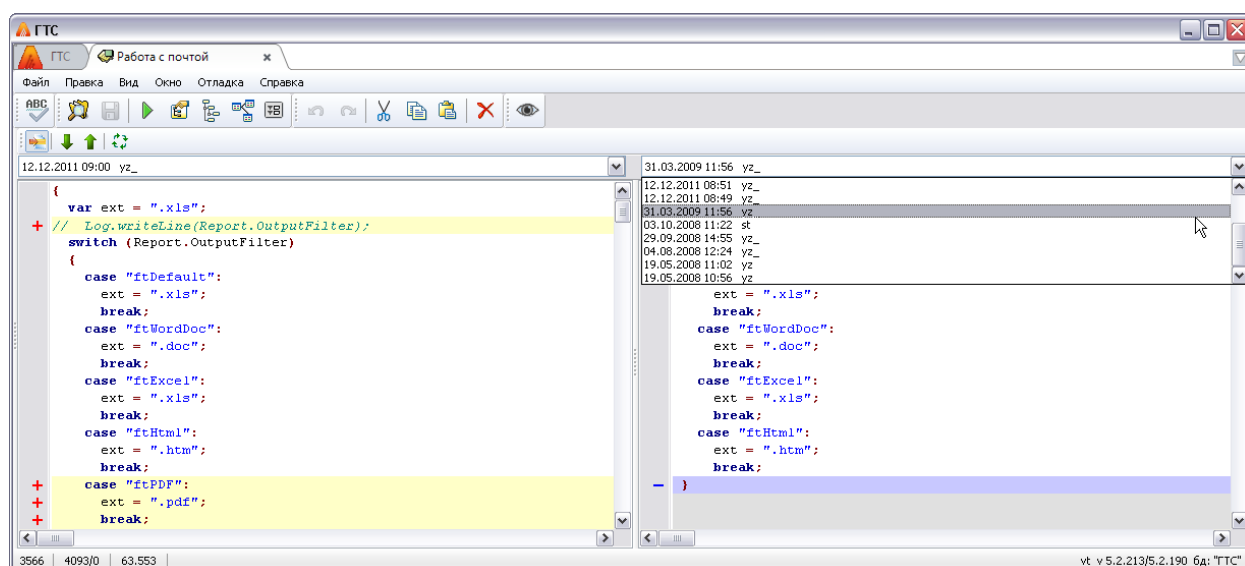 ГТС
ГТС
Работа с почтой
Файл Правка Вид Окно Отладка Справка
ABC
12.12.2011 09:00 yz_
31.03.2009 11:56 yz_
{
var ext = ".xls";
+ // Log.writeLine(Report.OutputFilter);
switch (Report.OutputFilter)
{
case "ftDefault":
ext = ".xls";
break;
case "ftWordDoc":
ext = ".doc";
break;
case "ftExcel":
ext = ".xls";
break;
case "ftHtml":
ext = ".htm";
break;
+ case "ftPDF":
+ ext = ".pdf";
+ break;
12.12.2011 08:51 yz_
12.12.2011 08:49 yz_
31.03.2009 11:56 yz_
03.10.2008 11:22 st
29.09.2008 14:55 yz_
04.08.2008 12:24 yz_
19.05.2008 11:02 yz
19.05.2008 10:56 yz
ext = ".xls";
break;
case "ftWordDoc":
ext = ".doc";
break;
case "ftExcel":
ext = ".xls";
break;
case "ftHtml":
ext = ".htm";
break;
− }
3566 4093/0 63.553
vt v 5.2.213/5.2.190 бд: "ГТС"